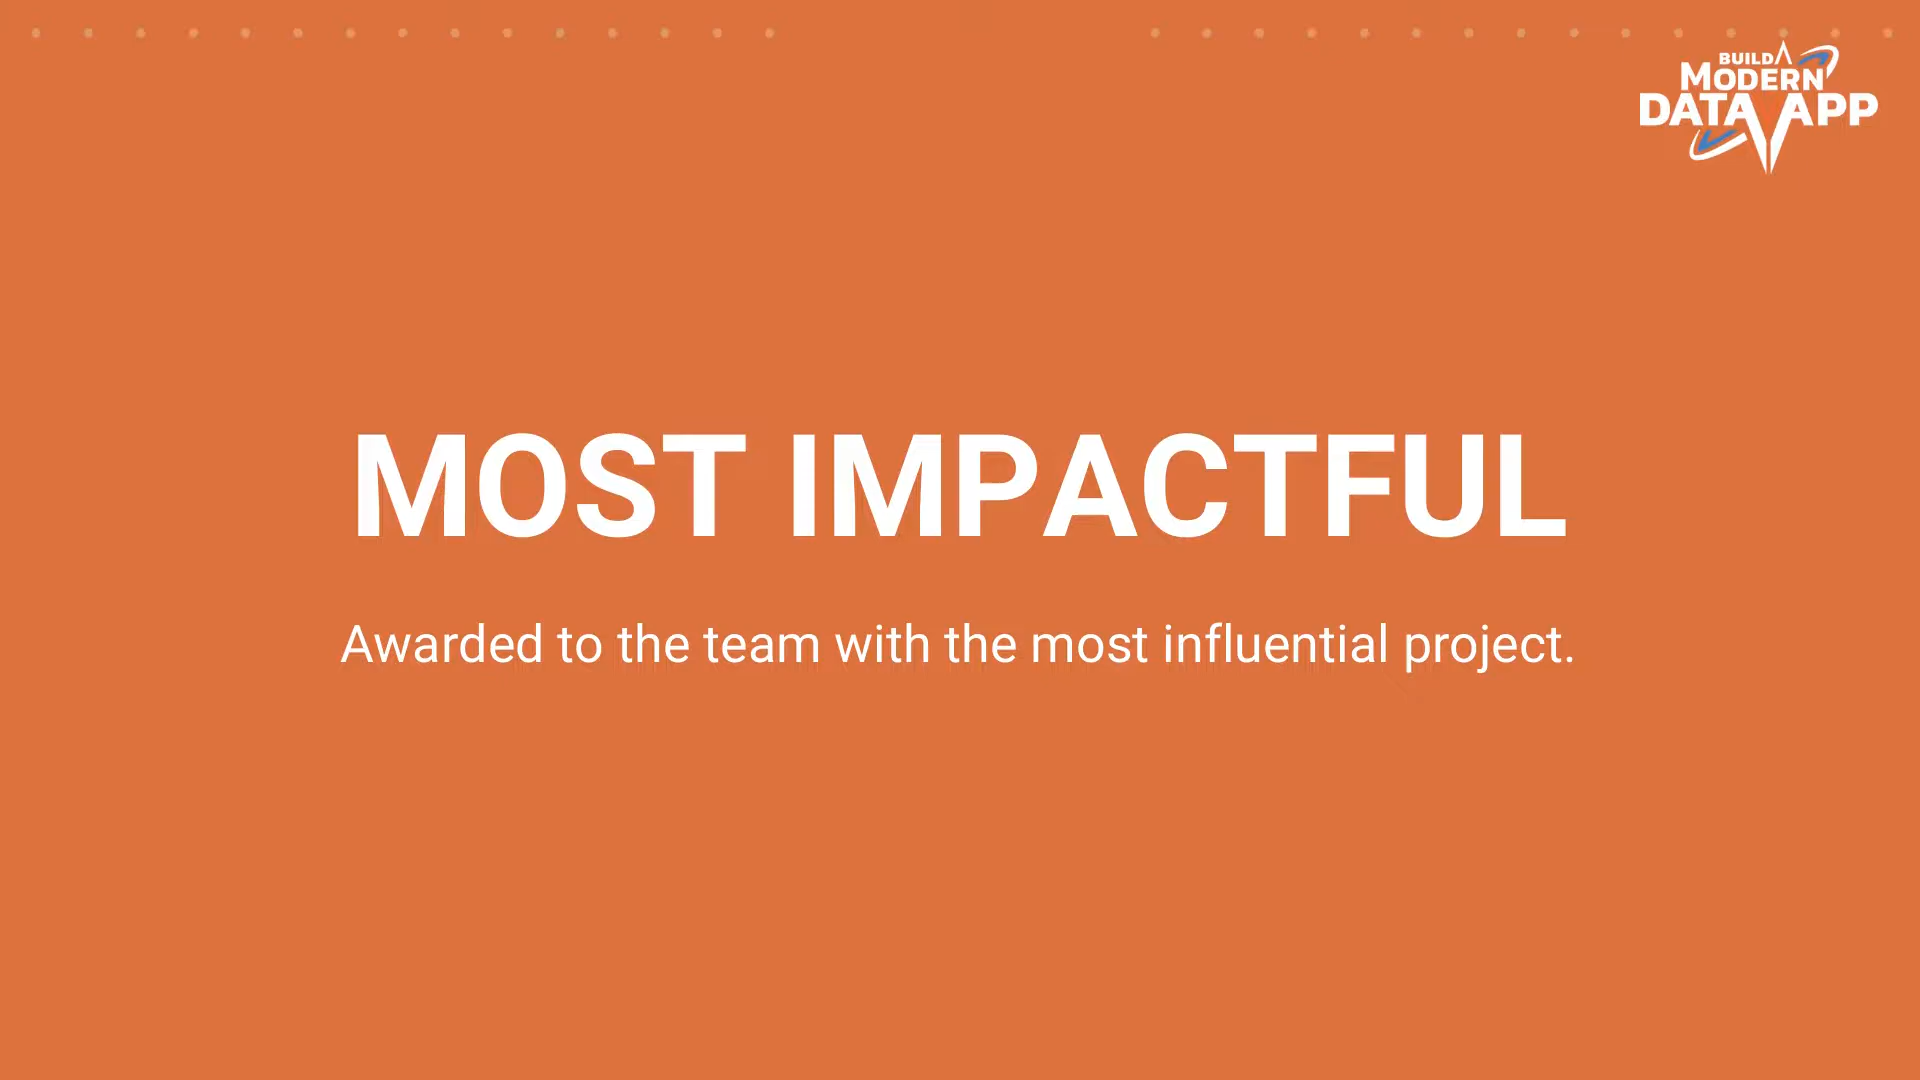 BUILD A
MODERN
DATA APP
MOST IMPACTFUL
Awarded to the team with the most influential project.